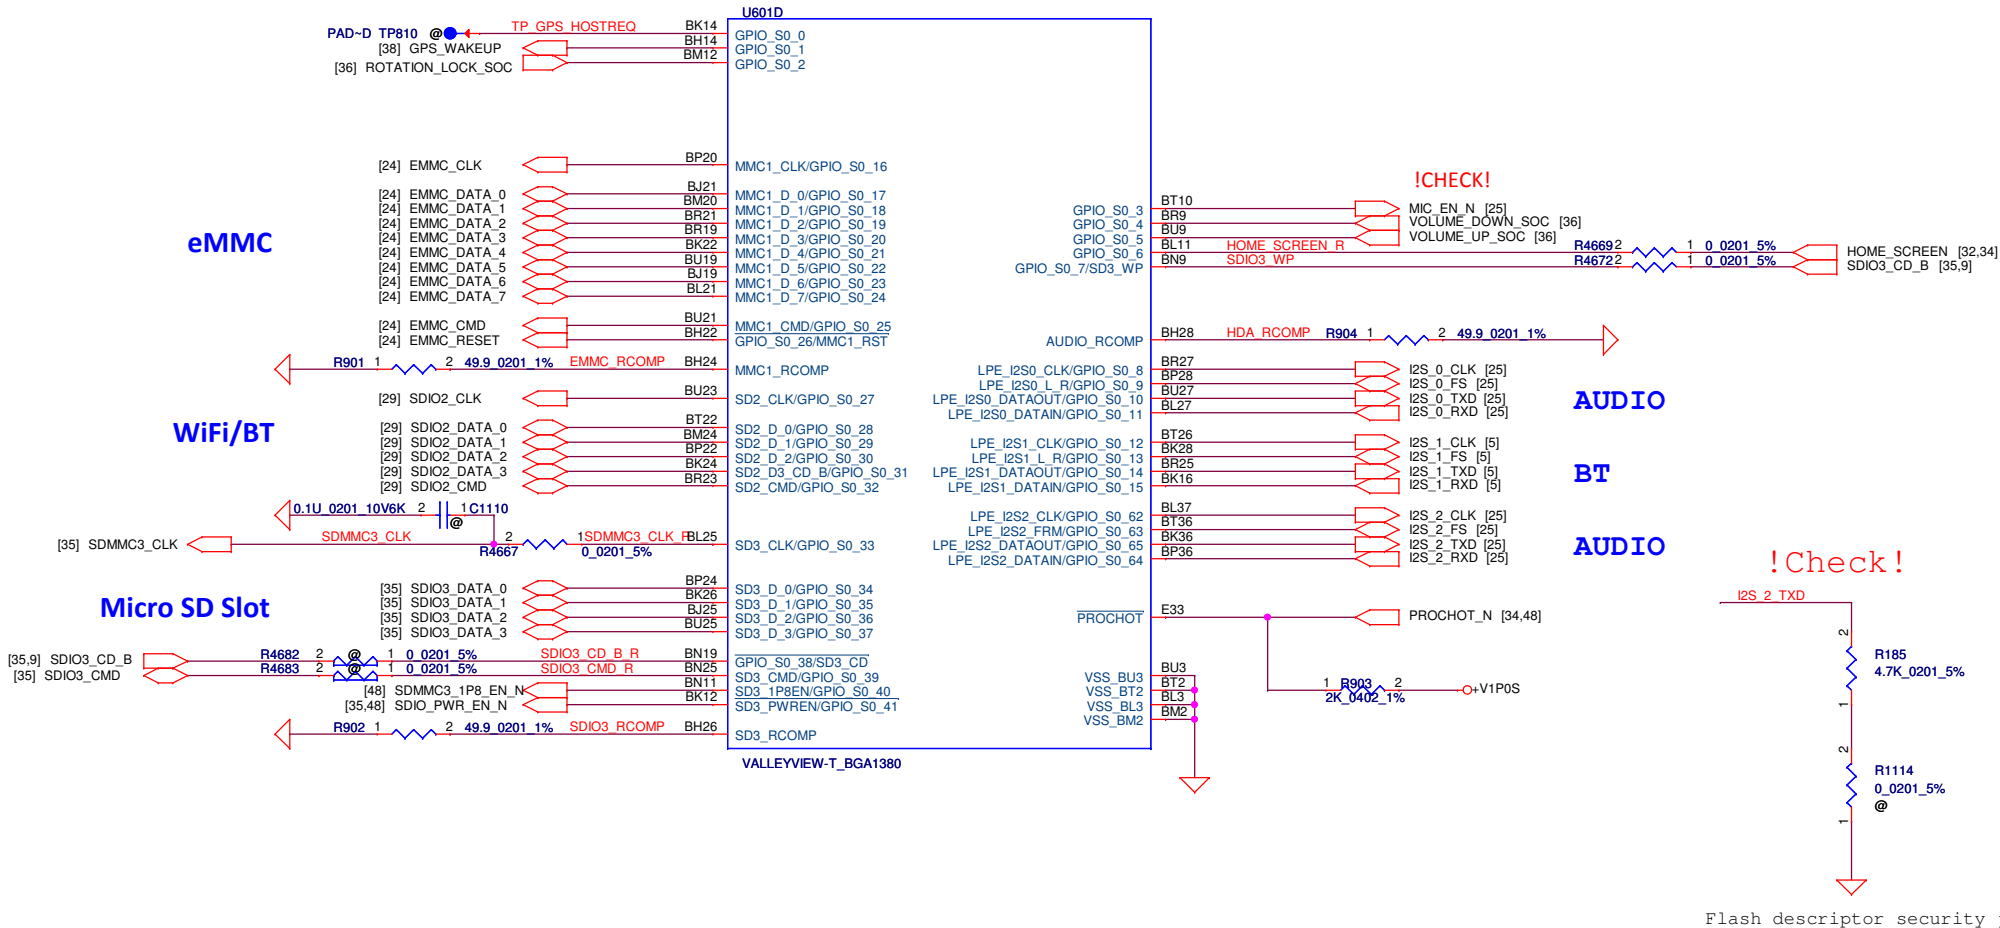 U601D
PAD~D TP810 @ TP_GPS_HOSTREQ BK14 GPIO_S0_0
[38] GPS_WAKEUP BH14 GPIO_S0_1
[36] ROTATION_LOCK_SOC BM12 GPIO_S0_2
[24] EMMC_CLK BP20 MMC1_CLK/GPIO_S0_16
[24] EMMC_DATA_0 BJ21 MMC1_D_0/GPIO_S0_17
[24] EMMC_DATA_1 BM20 MMC1_D_1/GPIO_S0_18
[24] EMMC_DATA_2 BR21 MMC1_D_2/GPIO_S0_19
[24] EMMC_DATA_3 BR19 MMC1_D_3/GPIO_S0_20
[24] EMMC_DATA_4 BK22 MMC1_D_4/GPIO_S0_21
[24] EMMC_DATA_5 BU19 MMC1_D_5/GPIO_S0_22
[24] EMMC_DATA_6 BJ19 MMC1_D_6/GPIO_S0_23
[24] EMMC_DATA_7 BL21 MMC1_D_7/GPIO_S0_24
eMMC
[24] EMMC_CMD BU21 MMC1_CMD/GPIO_S0_25
[24] EMMC_RESET BH22 GPIO_S0_26/MMC1_RST
R901 1 2 49.9_0201_1% EMMC_RCOMP BH24 MMC1_RCOMP
[29] SDIO2_CLK BU23 SD2_CLK/GPIO_S0_27
WiFi/BT
[29] SDIO2_DATA_0 BT22 SD2_D_0/GPIO_S0_28
[29] SDIO2_DATA_1 BM24 SD2_D_1/GPIO_S0_29
[29] SDIO2_DATA_2 BP22 SD2_D_2/GPIO_S0_30
[29] SDIO2_DATA_3 BK24 SD2_D3_CD_B/GPIO_S0_31
[29] SDIO2_CMD BR23 SD2_CMD/GPIO_S0_32
0.1U_0201_10V6K 2 1 C1110
@
[35] SDMMC3_CLK SDMMC3_CLK 2 R4667 1 0_0201_5% SDMMC3_CLK_R BL25 SD3_CLK/GPIO_S0_33
Micro SD Slot
[35] SDIO3_DATA_0 BP24 SD3_D_0/GPIO_S0_34
[35] SDIO3_DATA_1 BK26 SD3_D_1/GPIO_S0_35
[35] SDIO3_DATA_2 BJ25 SD3_D_2/GPIO_S0_36
[35] SDIO3_DATA_3 BU25 SD3_D_3/GPIO_S0_37
[35,9] SDIO3_CD_B R4682 2 @ 1 0_0201_5% SDIO3_CD_B_R BN19 GPIO_S0_38/SD3_CD
[35] SDIO3_CMD R4683 2 @ 1 0_0201_5% SDIO3_CMD_R BN25 SD3_CMD/GPIO_S0_39
[48] SDMMC3_1P8_EN_N BN11 SD3_1P8EN/GPIO_S0_40
[35,48] SDIO_PWR_EN_N BK12 SD3_PWREN/GPIO_S0_41
R902 1 2 49.9_0201_1% SDIO3_RCOMP BH26 SD3_RCOMP
VALLEYVIEW-T_BGA1380
!CHECK!
GPIO_S0_3 BT10 MIC_EN_N [25]
GPIO_S0_4 BR9 VOLUME_DOWN_SOC [36]
GPIO_S0_5 BU9 VOLUME_UP_SOC [36]
GPIO_S0_6 BL11 HOME_SCREEN_R R4669 2 1 0_0201_5% HOME_SCREEN [32,34]
GPIO_S0_7/SD3_WP BN9 SDIO3_WP R4672 2 1 0_0201_5% SDIO3_CD_B [35,9]
AUDIO_RCOMP BH28 HDA_RCOMP R904 1 2 49.9_0201_1%
LPE_I2S0_CLK/GPIO_S0_8 BR27 I2S_0_CLK [25]
LPE_I2S0_L_R/GPIO_S0_9 BP28 I2S_0_FS [25]
LPE_I2S0_DATAOUT/GPIO_S0_10 BU27 I2S_0_TXD [25]
LPE_I2S0_DATAIN/GPIO_S0_11 BL27 I2S_0_RXD [25]
AUDIO
LPE_I2S1_CLK/GPIO_S0_12 BT26 I2S_1_CLK [5]
LPE_I2S1_L_R/GPIO_S0_13 BK28 I2S_1_FS [5]
LPE_I2S1_DATAOUT/GPIO_S0_14 BR25 I2S_1_TXD [5]
LPE_I2S1_DATAIN/GPIO_S0_15 BK16 I2S_1_RXD [5]
BT
LPE_I2S2_CLK/GPIO_S0_62 BL37 I2S_2_CLK [25]
LPE_I2S2_FRM/GPIO_S0_63 BT36 I2S_2_FS [25]
LPE_I2S2_DATAOUT/GPIO_S0_65 BK36 I2S_2_TXD [25]
LPE_I2S2_DATAIN/GPIO_S0_64 BP36 I2S_2_RXD [25]
AUDIO
PROCHOT E33 PROCHOT_N [34,48]
VSS_BU3 BU3
VSS_BT2 BT2
VSS_BL3 BL3
VSS_BM2 BM2
1 R903 2 +V1P0S
2K_0402_1%
!Check!
I2S_2_TXD
2
R185
4.7K_0201_5%
1
2
R1114
0_0201_5%
@
1
Flash descriptor security